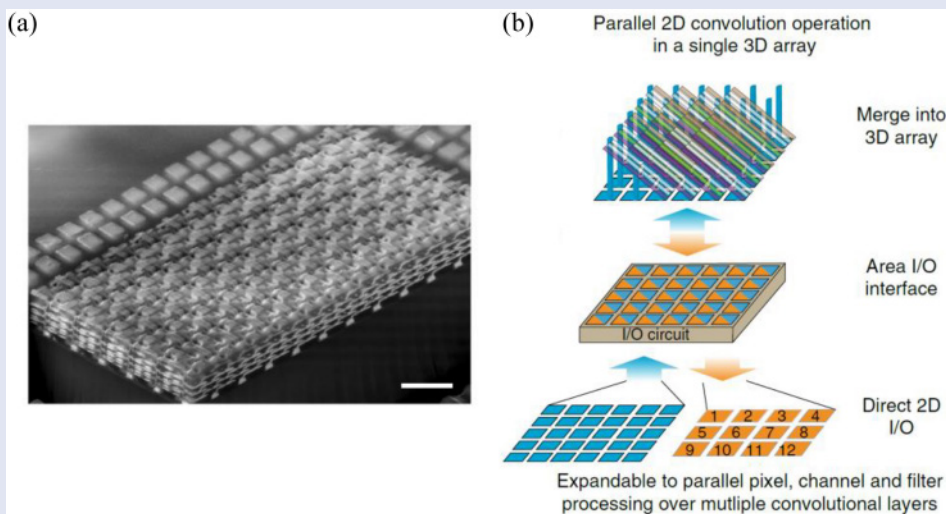 (a)
(b)
Parallel 2D convolution operation
in a single 3D array
Merge into
3D array
Area I/O
interface
I/O circuit
Direct 2D
I/O
1 2 3 4
5 6 7 8
9 10 11 12
Expandable to parallel pixel, channel and filter
processing over mutliple convolutional layers